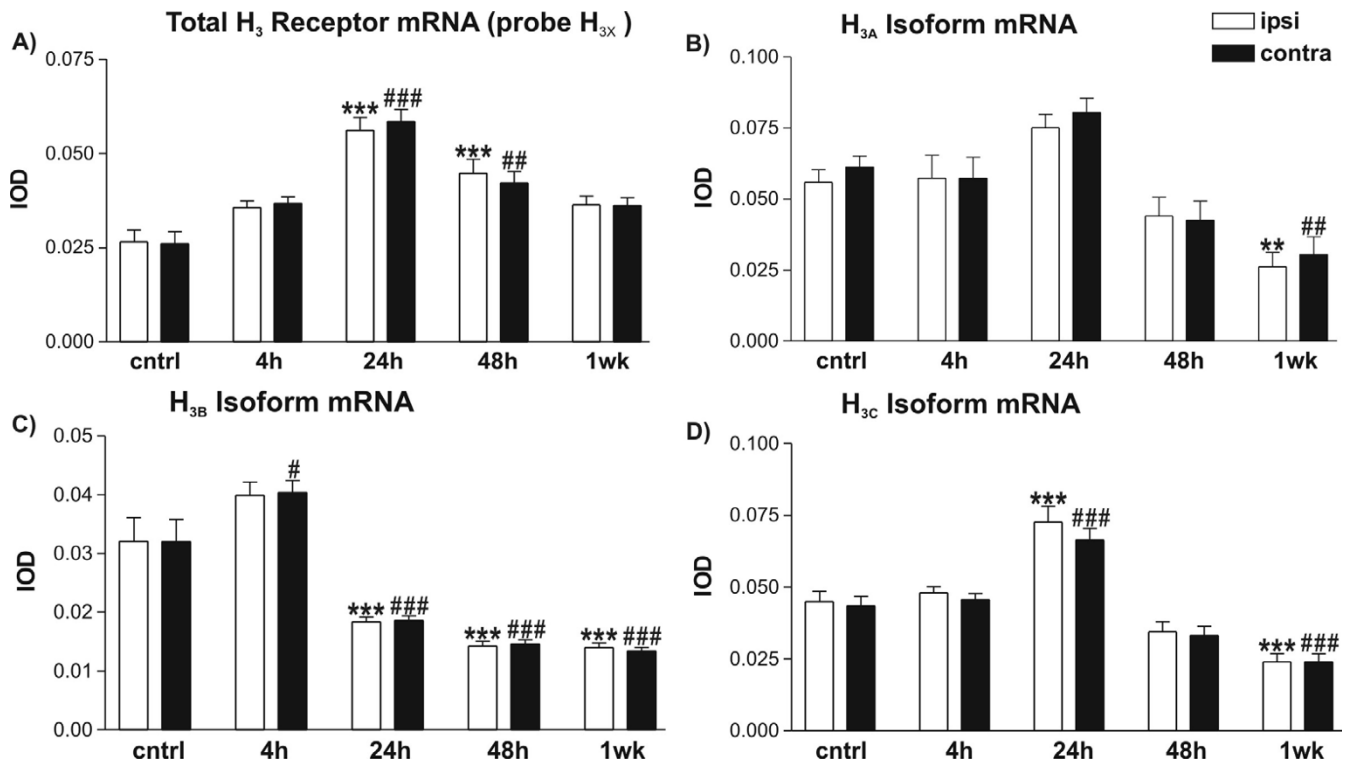 Total H3 Receptor mRNA (probe H3X )
A)
0.075
0.050
0.025
0.000
IOD
*** ###
*** ##
cntrl 4h 24h 48h 1wk
H3A Isoform mRNA
B)
ipsi
contra
0.100
0.075
0.050
0.025
0.000
IOD
** ##
cntrl 4h 24h 48h 1wk
H3B Isoform mRNA
C)
0.05
0.04
0.03
0.02
0.01
0.00
IOD
#
*** ###
*** ###
*** ###
cntrl 4h 24h 48h 1wk
H3C Isoform mRNA
D)
0.100
0.075
0.050
0.025
0.000
IOD
*** ###
*** ###
cntrl 4h 24h 48h 1wk